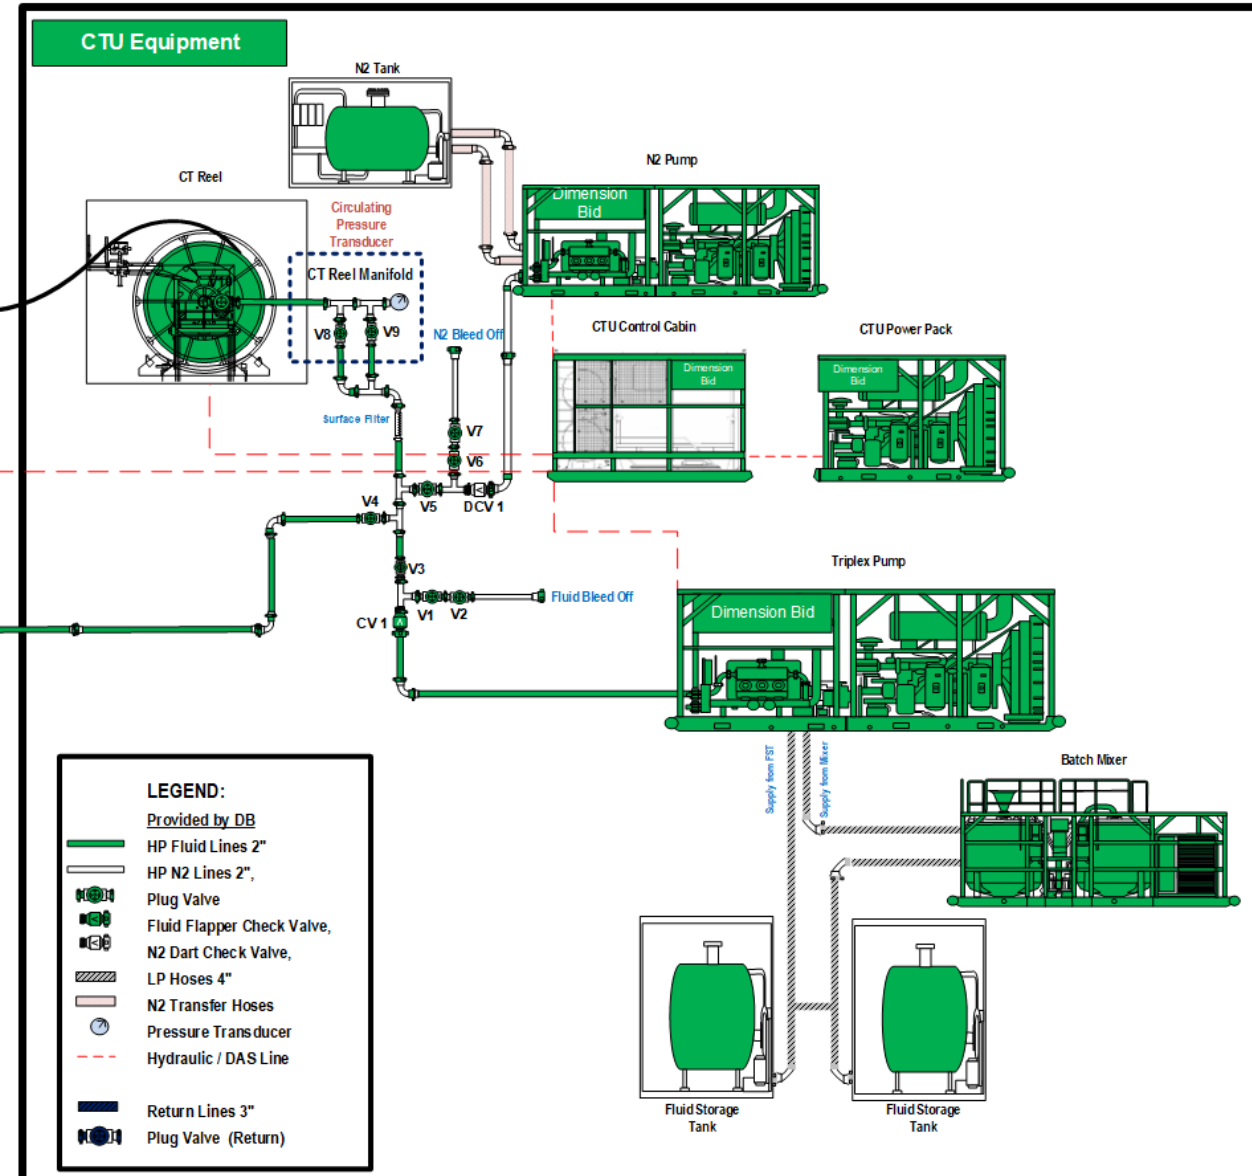 CTU Equipment
N2 Tank
CT Reel
N2 Pump
Dimension
Bid
Circulating
Pressure
Transducer
CT Reel Manifold
V8
V9
N2 Bleed Off
CTU Control Cabin
CTU Power Pack
Dimension
Bid
Dimension
Bid
Surface Filter
V7
V6
V5
DCV 1
V4
V3
V1
V2
CV 1
Fluid Bleed Off
Triplex Pump
Dimension Bid
Supply from FST
Supply from Mixer
Batch Mixer
Fluid Storage
Tank
Fluid Storage
Tank
LEGEND:
Provided by DB
HP Fluid Lines 2"
HP N2 Lines 2",
Plug Valve
Fluid Flapper Check Valve,
N2 Dart Check Valve,
LP Hoses 4"
N2 Transfer Hoses
Pressure Transducer
Hydraulic / DAS Line
Return Lines 3"
Plug Valve (Return)